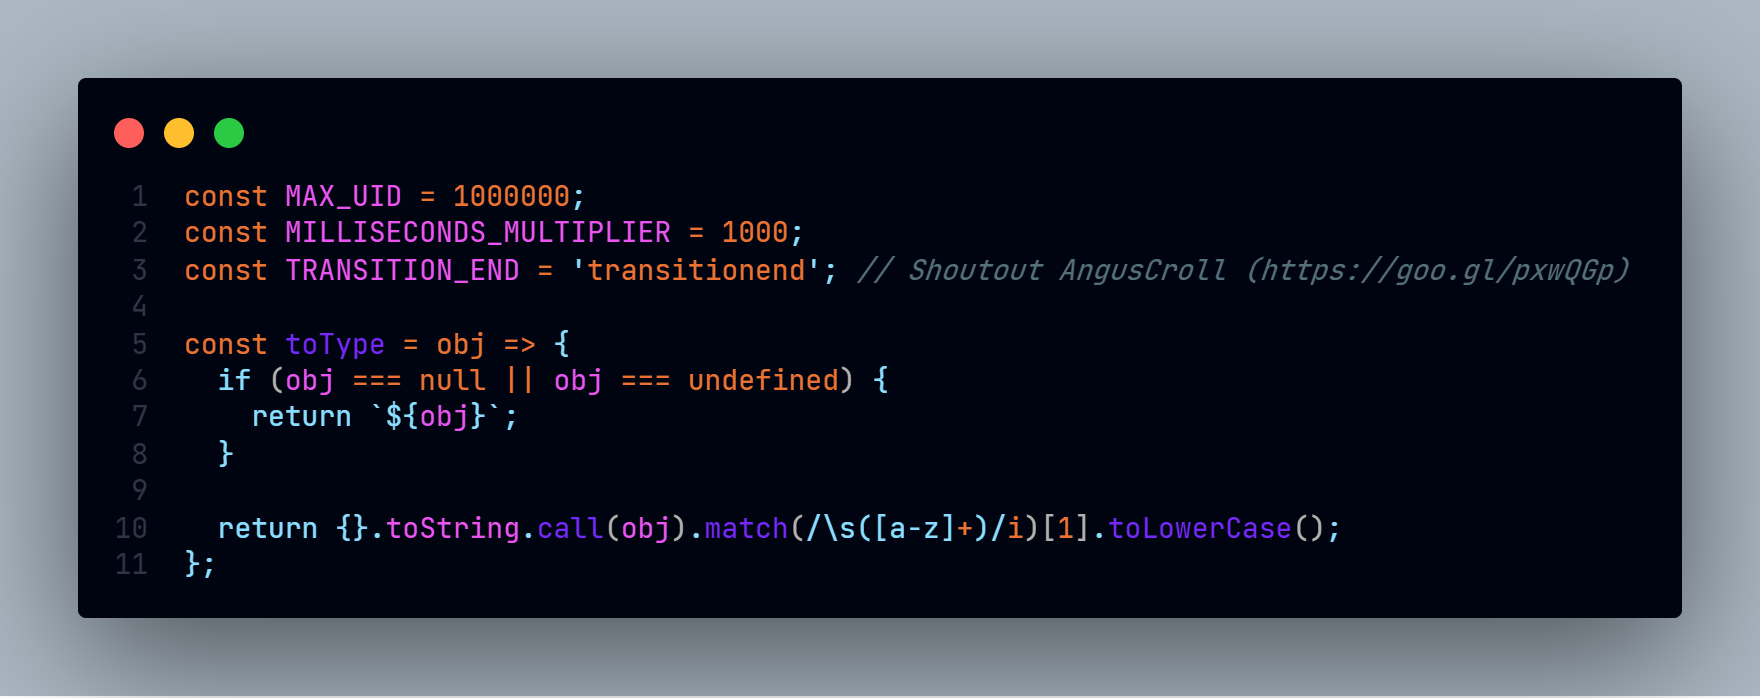 1 const MAX_UID = 1000000;
2 const MILLISECONDS_MULTIPLIER = 1000;
3 const TRANSITION_END = 'transitionend'; // Shoutout AngusCroll (https://goo.gl/pxwQGp)
4
5 const toType = obj => {
6   if (obj === null || obj === undefined) {
7     return `${obj}`;
8   }
9
10   return {}.toString.call(obj).match(/\s([a-z]+)/i)[1].toLowerCase();
11 };